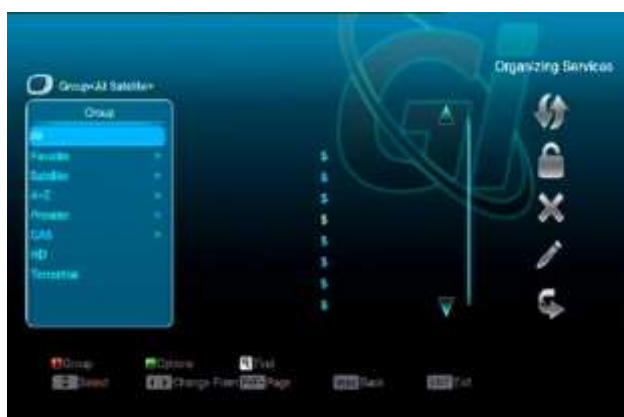 Organizing Services
Group<All Satellite>
Group
All
Favorite
Satellite
A-Z
Provider
CAS
HD
Terrestrial
$
$
$
$
$
$
$
$
Group Options Find
Select Change Point Page Back Exit